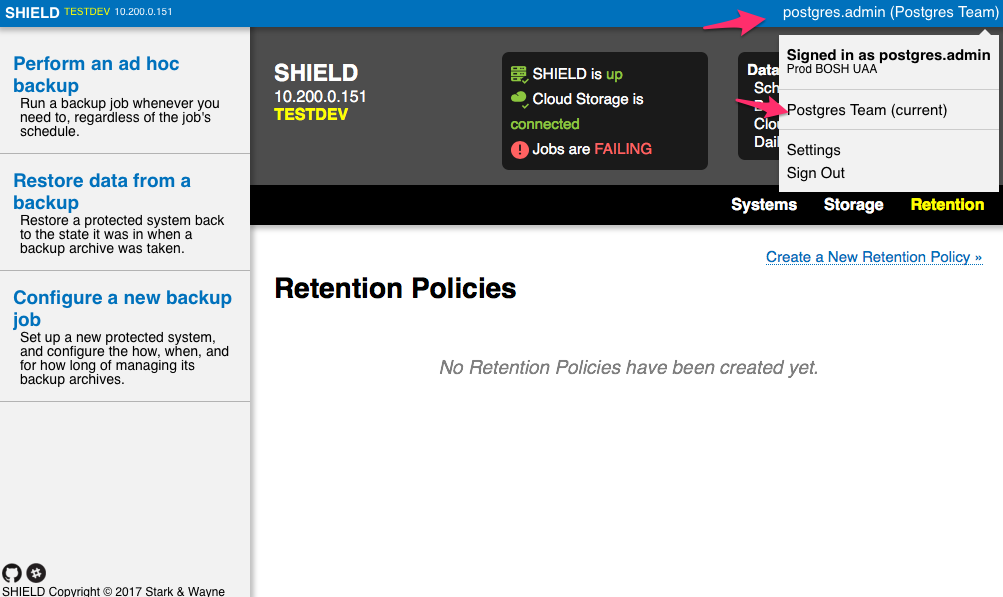 SHIELD TESTDEV 10.200.0.151
postgres.admin (Postgres Team)
Signed in as postgres.admin
Prod BOSH UAA
Postgres Team (current)
Settings
Sign Out
Perform an ad hoc
backup
Run a backup job whenever you
need to, regardless of the job's
schedule.
Restore data from a
backup
Restore a protected system back
to the state it was in when a
backup archive was taken.
Configure a new backup
job
Set up a new protected system,
and configure the how, when, and
for how long of managing its
backup archives.
SHIELD Copyright © 2017 Stark & Wayne
SHIELD
10.200.0.151
TESTDEV
SHIELD is up
Cloud Storage is
connected
Jobs are FAILING
Data
Sch
Clou
Dail
Systems Storage Retention
Create a New Retention Policy »
Retention Policies
No Retention Policies have been created yet.